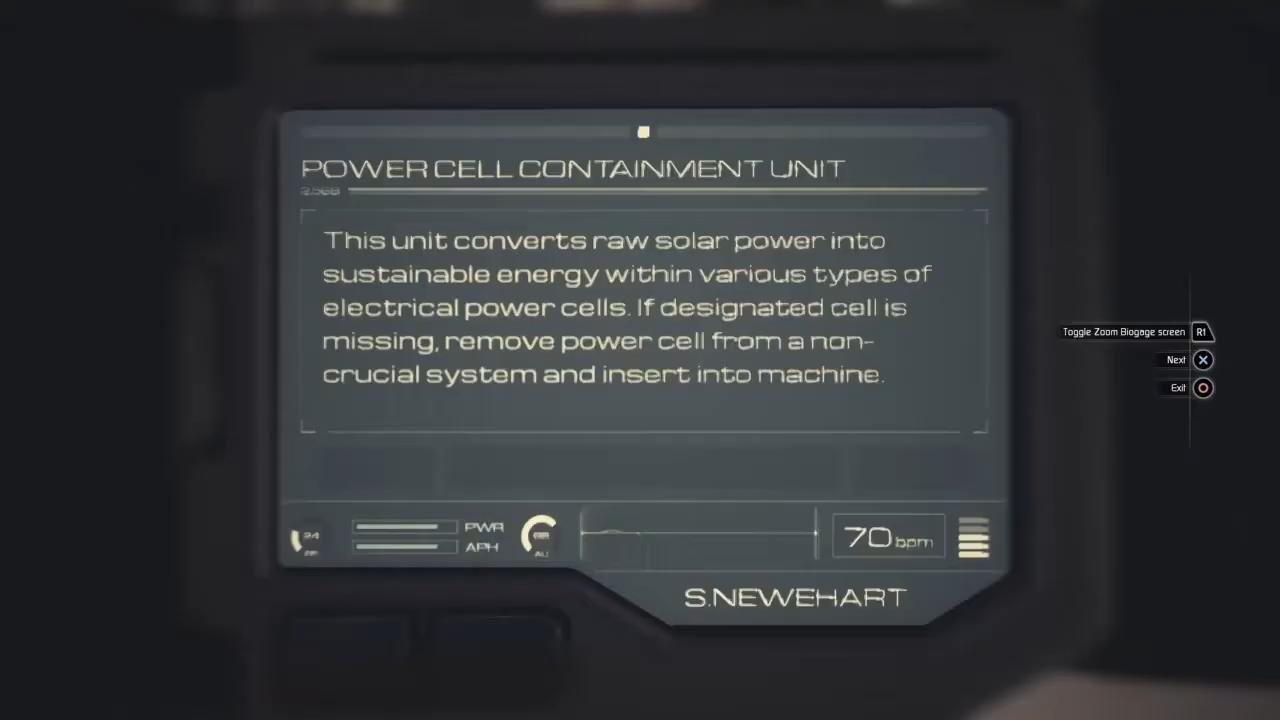 POWER CELL CONTAINMENT UNIT
This unit converts raw solar power into
sustainable energy within various types of
electrical power cells. If designated cell is
missing, remove power cell from a non-
crucial system and insert into machine.
Toggle Zoom Biogage screen R1
Next
Exit
PWR
APH
70 bpm
S.NEWEHART